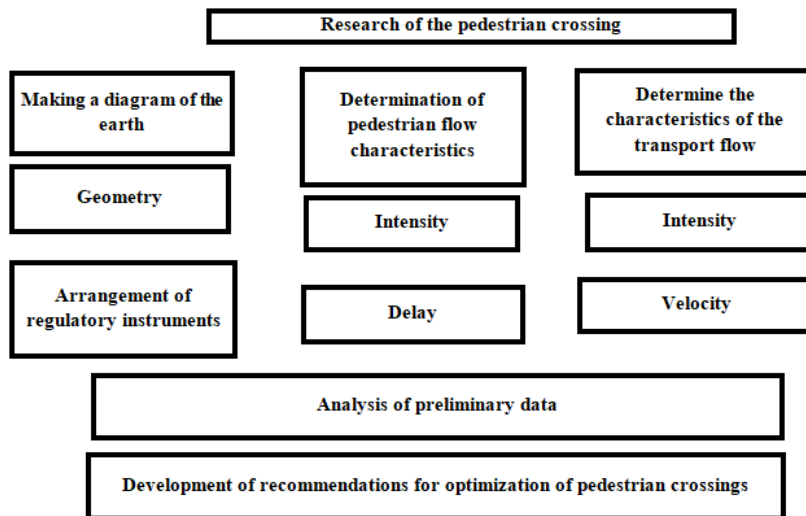 Research of the pedestrian crossing
Making a diagram of the
earth
Determination of
pedestrian flow
characteristics
Determine the
characteristics of the
transport flow
Geometry
Intensity
Intensity
Arrangement of
regulatory instruments
Delay
Velocity
Analysis of preliminary data
Development of recommendations for optimization of pedestrian crossings